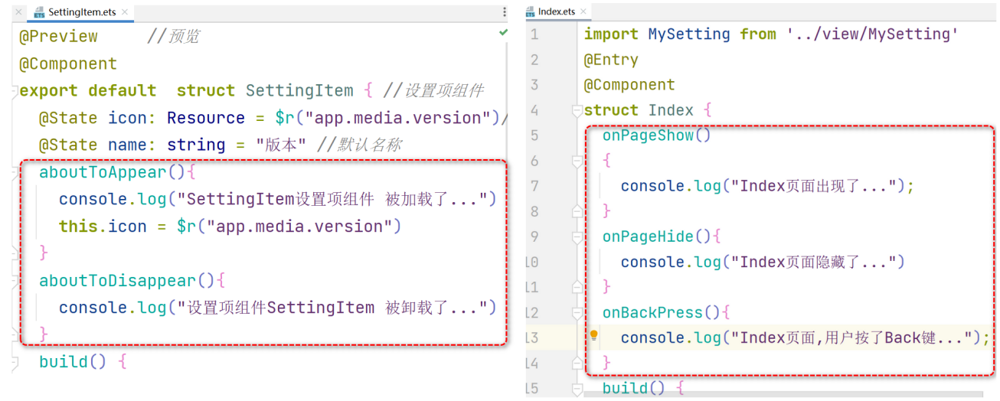 SettingItem.ets
@Preview //预览
@Component
export default struct SettingItem { //设置项组件
@State icon: Resource = $r("app.media.version")/
@State name: string = "版本" //默认名称
aboutToAppear(){
console.log("SettingItem设置项组件 被加载了...")
this.icon = $r("app.media.version")
}
aboutToDisappear(){
console.log("设置项组件SettingItem 被卸载了...")
}
build() {
Index.ets
1 import MySetting from '../view/MySetting'
2 @Entry
3 @Component
4 struct Index {
5 onPageShow()
6 {
7 console.log("Index页面出现了...");
8 }
9 onPageHide(){
10 console.log("Index页面隐藏了...")
11 }
12 onBackPress(){
13 console.log("Index页面,用户按了Back键...");
14 }
15 build() {